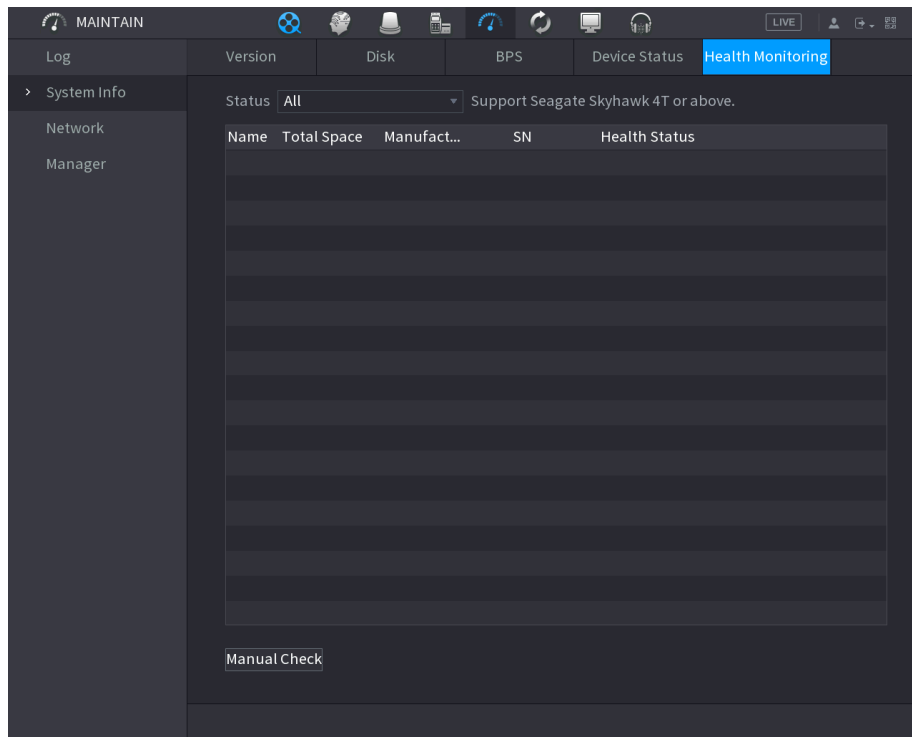 MAINTAIN
LIVE
Log
Version Disk BPS Device Status Health Monitoring
System Info
Status All Support Seagate Skyhawk 4T or above.
Network
Name Total Space Manufact... SN Health Status
Manager
Manual Check